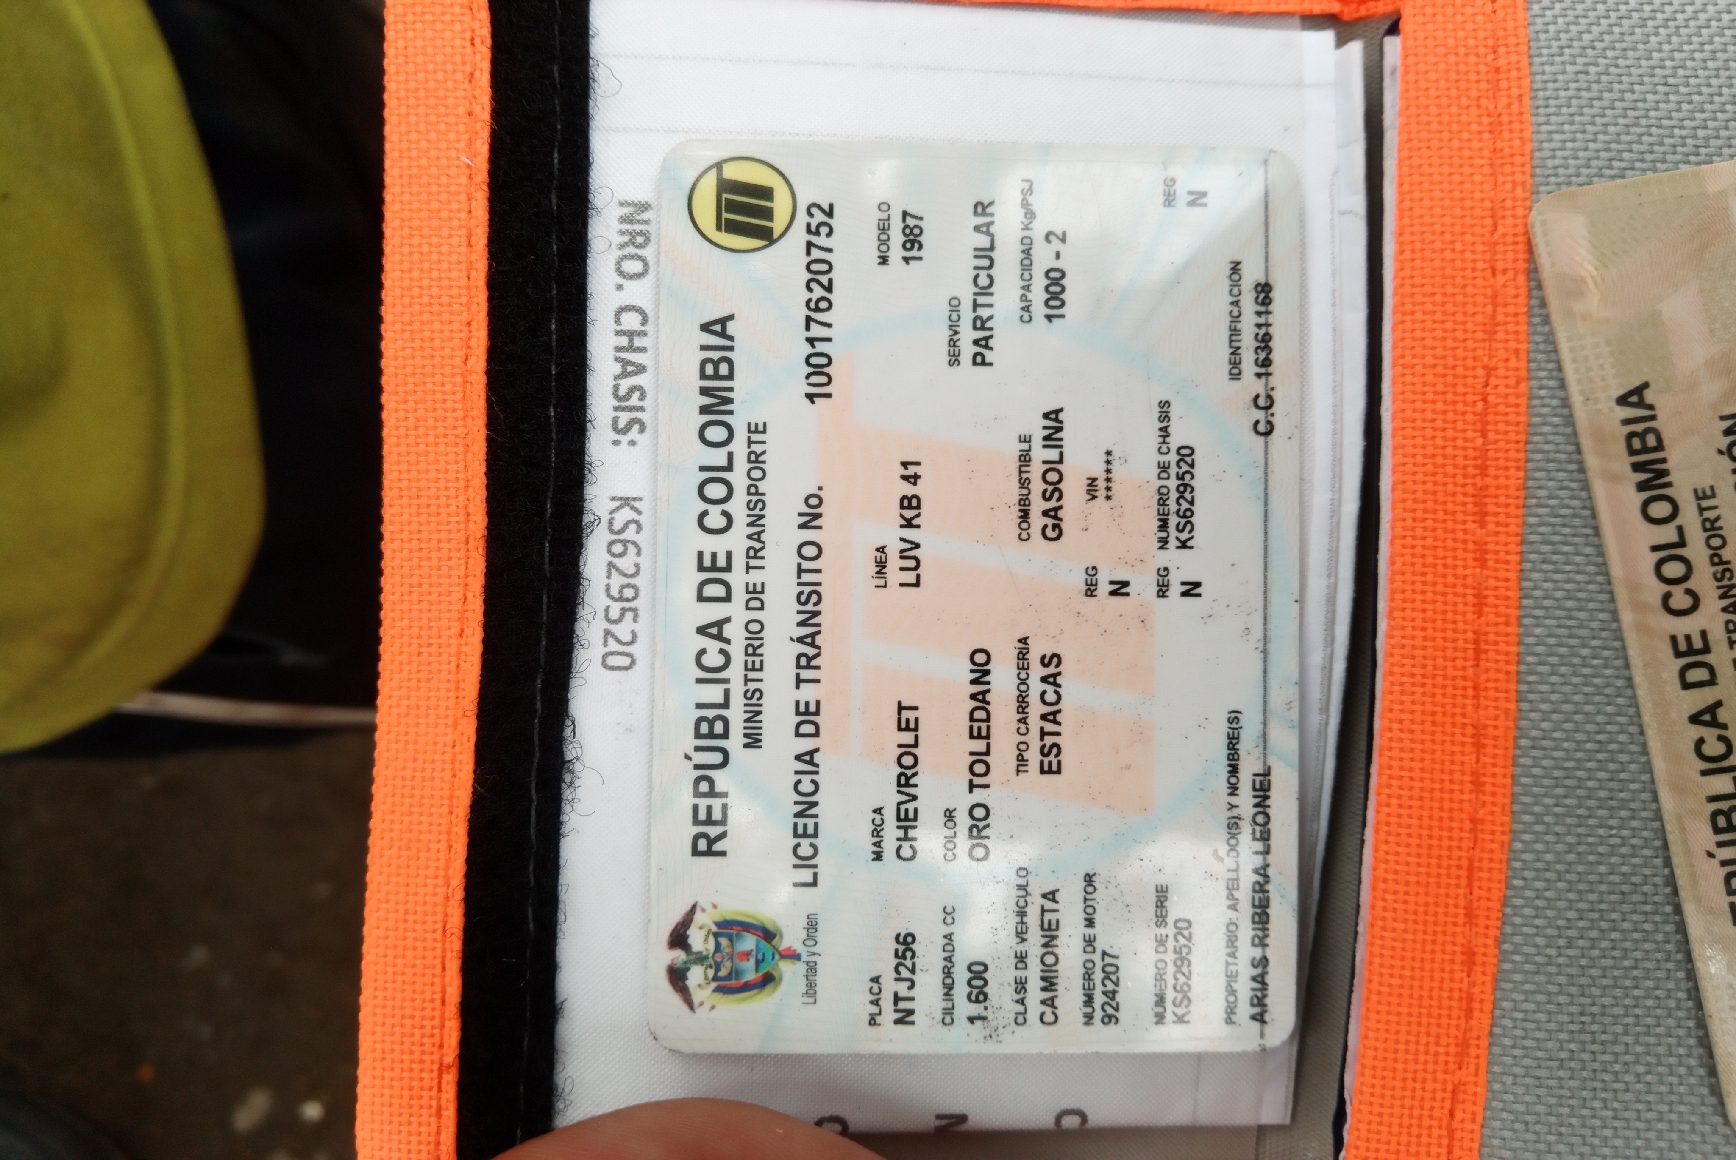 NRO. CHASIS: KS629520
REPÚBLICA DE COLOMBIA
MINISTERIO DE TRANSPORTE
Libertad y Orden
LICENCIA DE TRÁNSITO No. 10017620752
PLACA MARCA LÍNEA MODELO
NTJ256 CHEVROLET LUV KB 41 1987
CILINDRADA CC COLOR SERVICIO
1.600 ORO TOLEDANO PARTICULAR
CLASE DE VEHÍCULO TIPO CARROCERÍA COMBUSTIBLE CAPACIDAD Kg/PSJ
CAMIONETA ESTACAS GASOLINA 1000 - 2
NÚMERO DE MOTOR REG VIN
924207 N ******
NÚMERO DE SERIE REG NÚMERO DE CHASIS REG
KS629520 N KS629520 N
PROPIETARIO: APELLIDO(S) Y NOMBRE(S) IDENTIFICACIÓN
ARIAS RIBERA LEONEL C.C. 16361168
REPÚBLICA DE COLOMBIA
TRANSPORTE